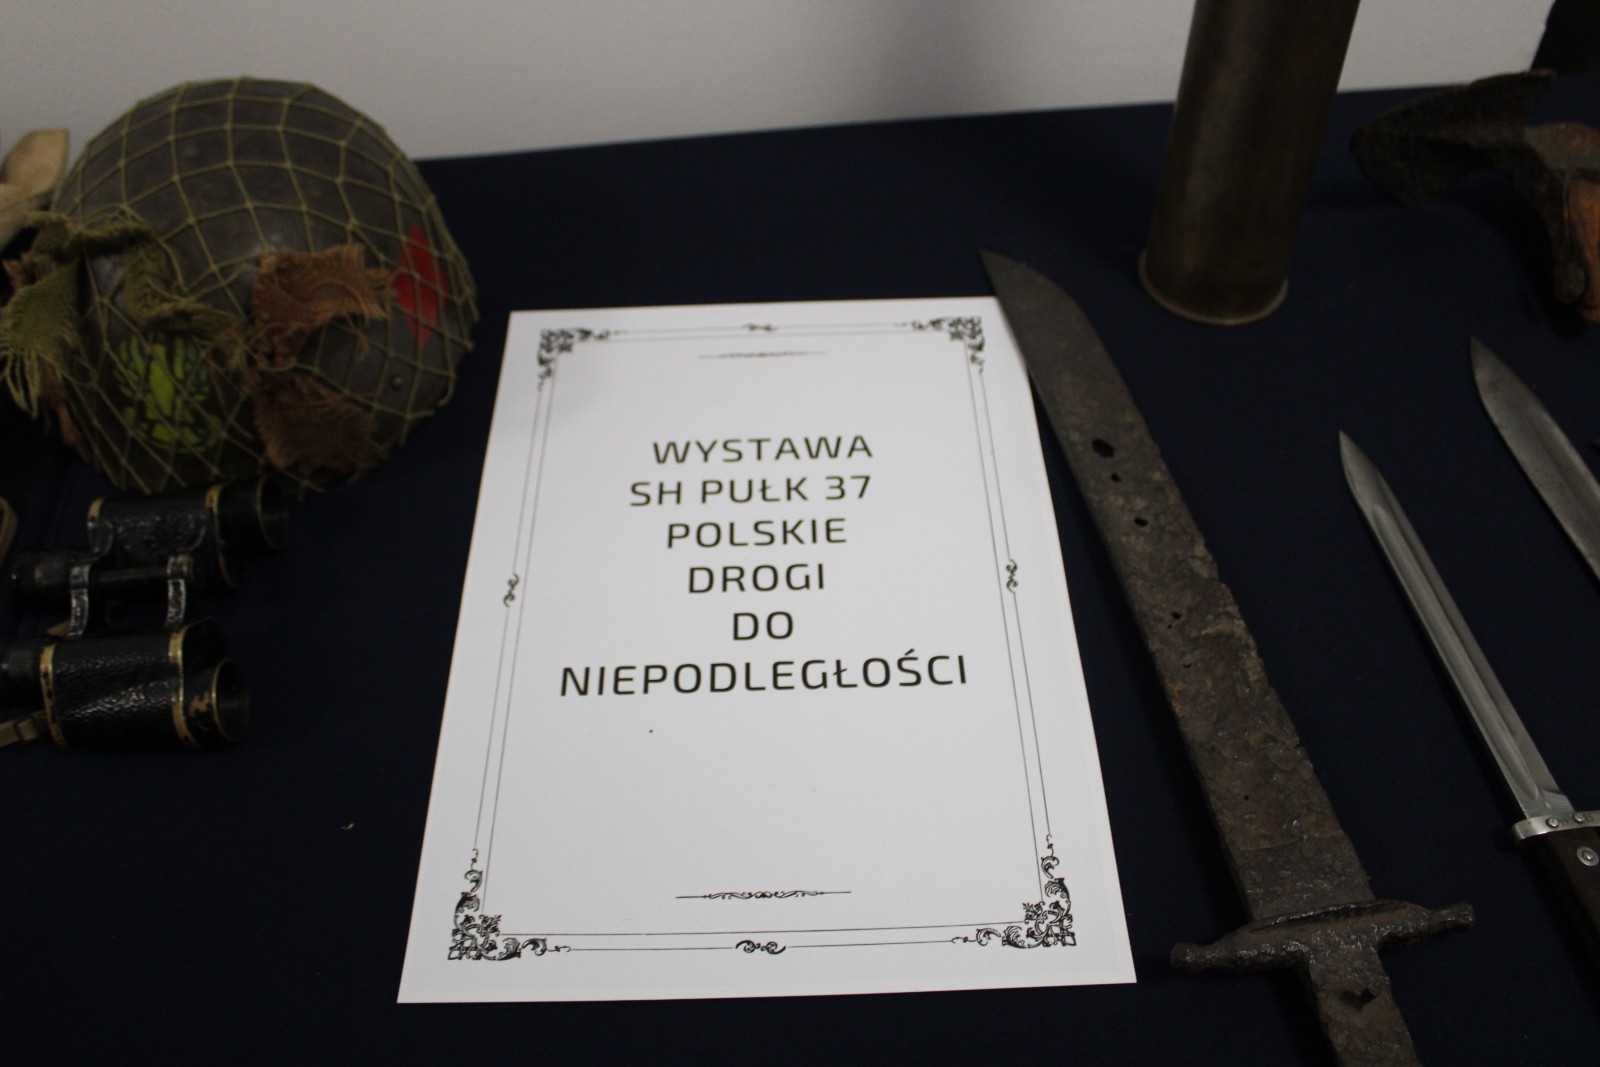 WYSTAWA
SH PUŁK 37
POLSKIE
DROGI
DO
NIEPODLEGŁOŚCI